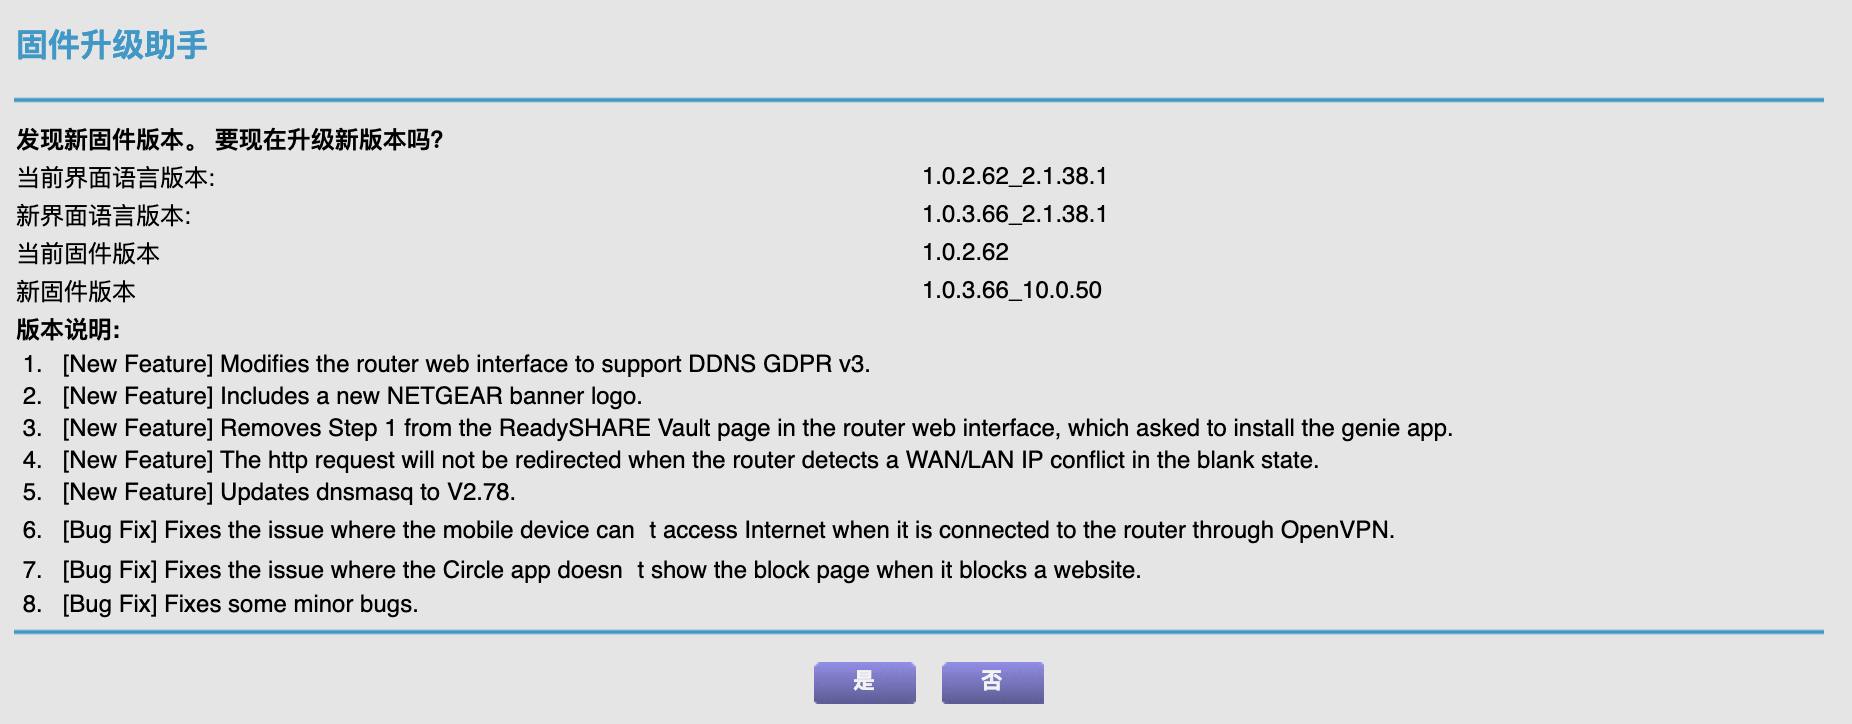 固件升级助手
发现新固件版本。 要现在升级新版本吗?
当前界面语言版本: 1.0.2.62_2.1.38.1
新界面语言版本: 1.0.3.66_2.1.38.1
当前固件版本 1.0.2.62
新固件版本 1.0.3.66_10.0.50
版本说明:
1. [New Feature] Modifies the router web interface to support DDNS GDPR v3.
2. [New Feature] Includes a new NETGEAR banner logo.
3. [New Feature] Removes Step 1 from the ReadySHARE Vault page in the router web interface, which asked to install the genie app.
4. [New Feature] The http request will not be redirected when the router detects a WAN/LAN IP conflict in the blank state.
5. [New Feature] Updates dnsmasq to V2.78.
6. [Bug Fix] Fixes the issue where the mobile device can  t access Internet when it is connected to the router through OpenVPN.
7. [Bug Fix] Fixes the issue where the Circle app doesn  t show the block page when it blocks a website.
8. [Bug Fix] Fixes some minor bugs.
是 否